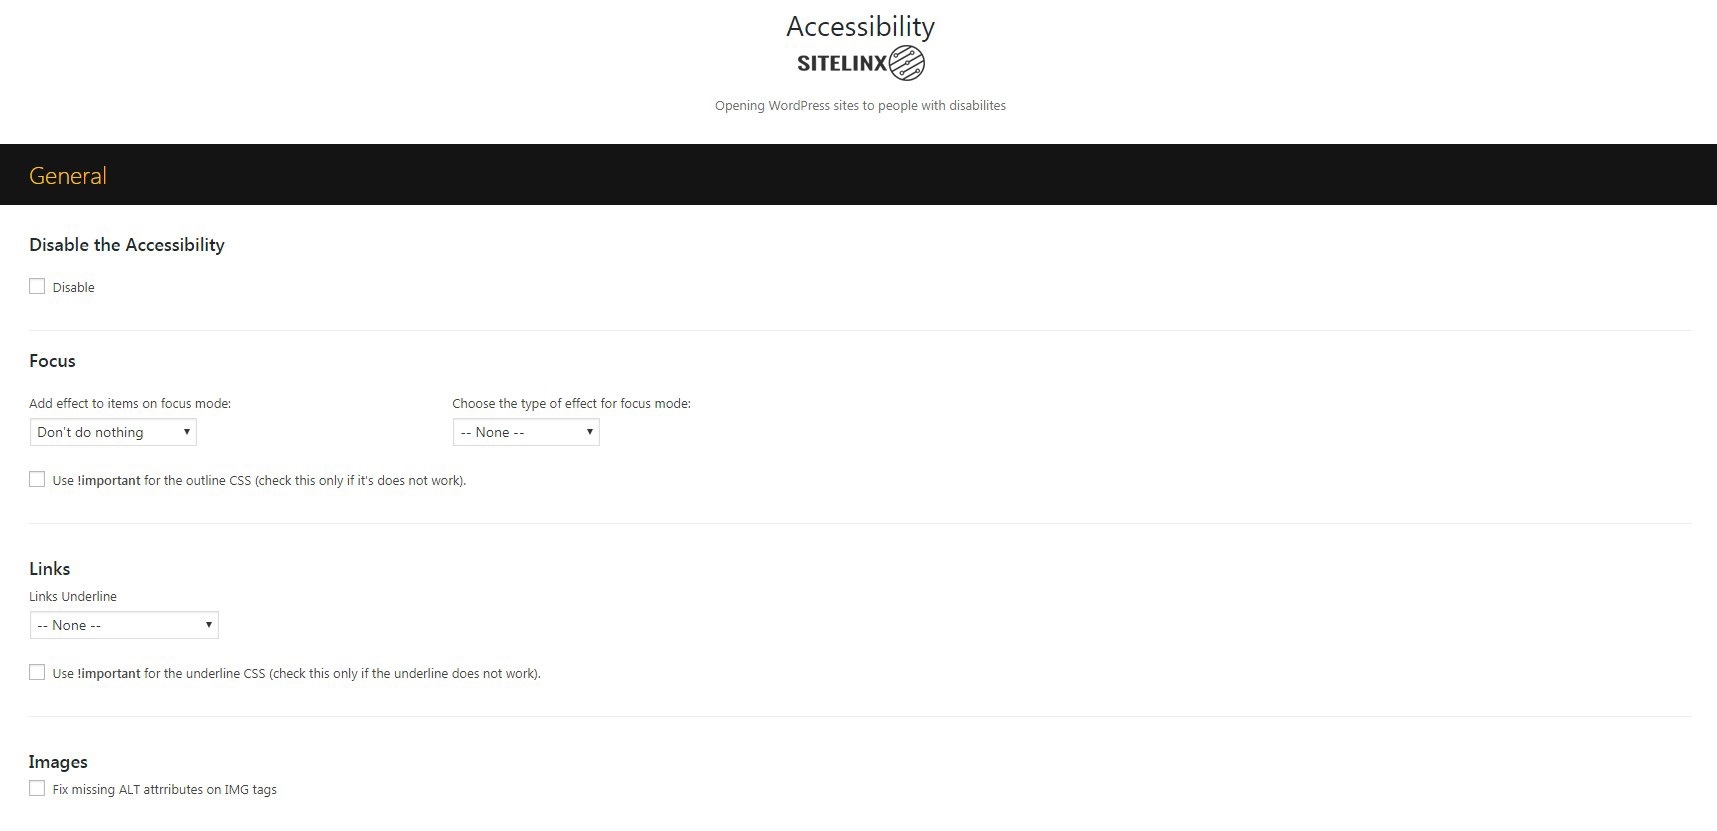 Accessibility
SITELINX
Opening WordPress sites to people with disabilites
General
Disable the Accessibility
Disable
Focus
Add effect to items on focus mode:
Choose the type of effect for focus mode:
Don't do nothing
-- None --
Use !important for the outline CSS (check this only if it's does not work).
Links
Links Underline
-- None --
Use !important for the underline CSS (check this only if the underline does not work).
Images
Fix missing ALT attrributes on IMG tags